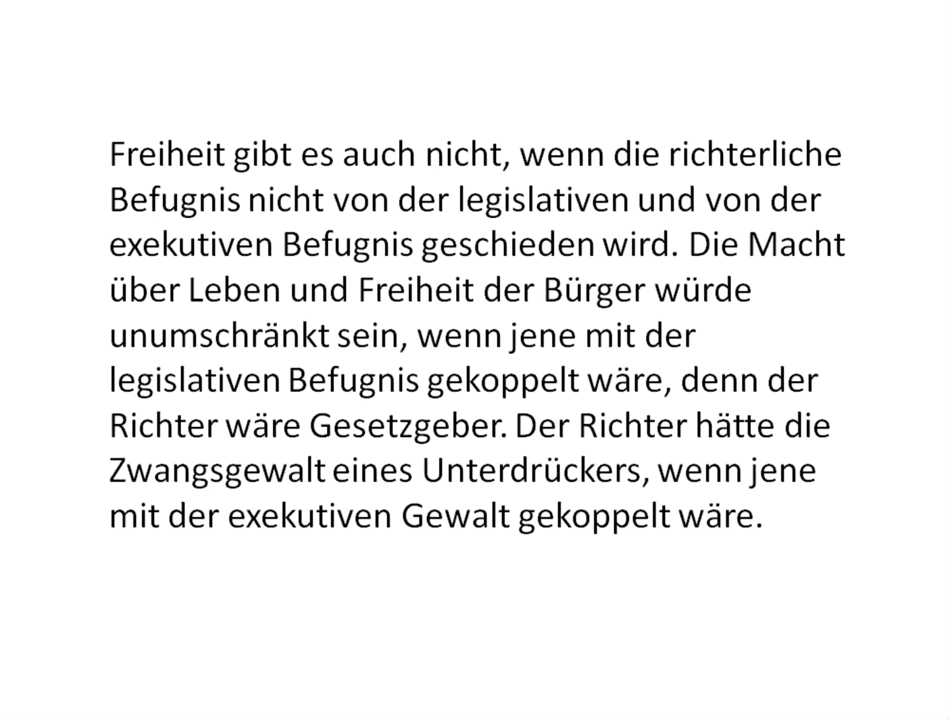 Freiheit gibt es auch nicht, wenn die richterliche
Befugnis nicht von der legislativen und von der
exekutiven Befugnis geschieden wird. Die Macht
über Leben und Freiheit der Bürger würde
unumschränkt sein, wenn jene mit der
legislativen Befugnis gekoppelt wäre, denn der
Richter wäre Gesetzgeber. Der Richter hätte die
Zwangsgewalt eines Unterdrückers, wenn jene
mit der exekutiven Gewalt gekoppelt wäre.